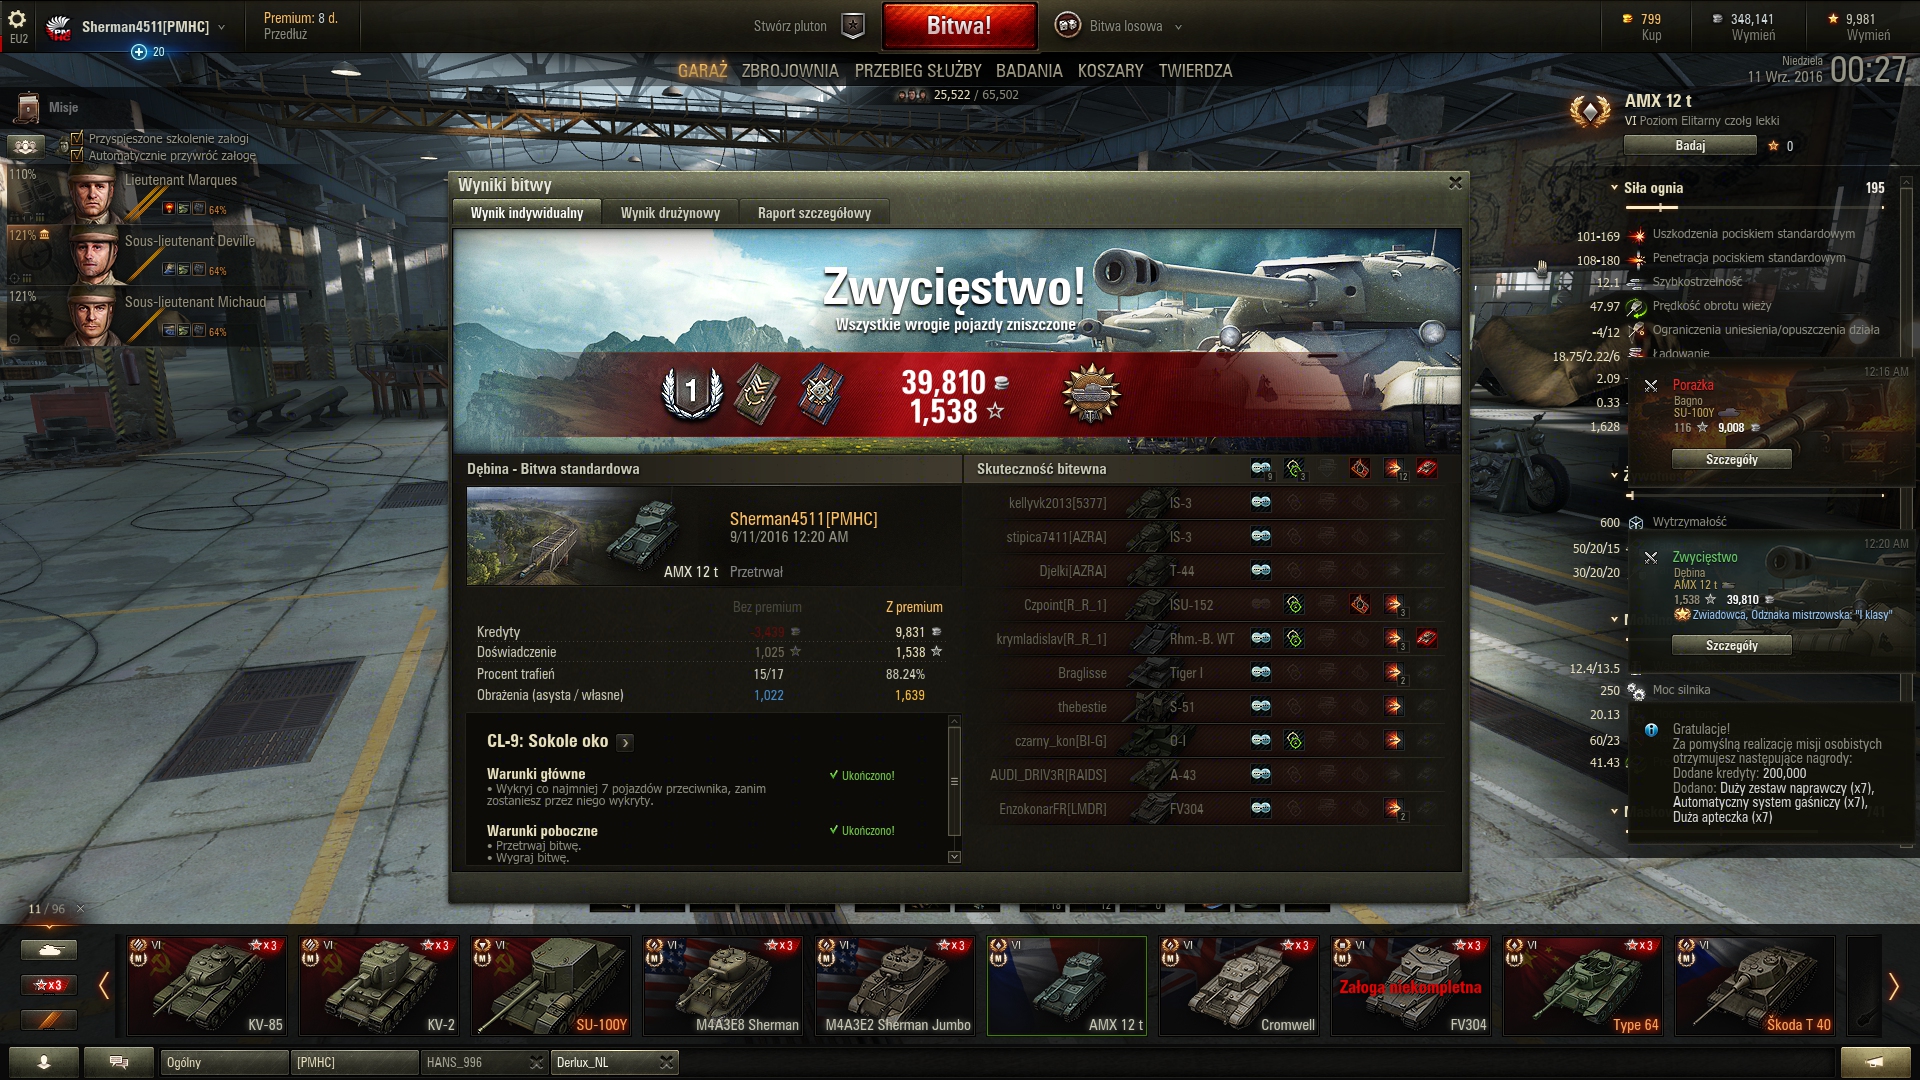 EU2
Sherman4511[PMHC]
20
Premium: 8 d.
Przedłuż
Stwórz pluton
Bitwa!
Bitwa losowa
799
Kup
348,141
Wymień
9,981
Wymień
GARAŻ ZBROJOWNIA PRZEBIEG SŁUŻBY BADANIA KOSZARY TWIERDZA
25,522 / 65,502
Niedziela
11 Wrz. 2016 00:27
Misje
Przyspieszone szkolenie załogi
Automatycznie przywróć załogę
110%
Lieutenant Marques
64%
121%
Sous-lieutenant Deville
64%
121%
Sous-lieutenant Michaud
64%
AMX 12 t
VI Poziom Elitarny czołg lekki
Badaj 0
Wyniki bitwy
Wynik indywidualny Wynik drużynowy Raport szczegółowy
Zwycięstwo!
Wszystkie wrogie pojazdy zniszczone
1
39,810
1,538
Dębina - Bitwa standardowa
Sherman4511[PMHC]
9/11/2016 12:20 AM
AMX 12 t Przetrwał
Bez premium Z premium
Kredyty -3,439 9,831
Doświadczenie 1,025 1,538
Procent trafień 15/17 88.24%
Obrażenia (asysta / własne) 1,022 1,639
CL-9: Sokole oko
Warunki główne Ukończono!
• Wykryj co najmniej 7 pojazdów przeciwnika, zanim
zostaniesz przez niego wykryty.
Warunki poboczne Ukończono!
• Przetrwaj bitwę.
• Wygraj bitwę.
Skuteczność bitewna 9 3 12
kellyvk2013[5377] IS-3
stipica7411[AZRA] IS-3
Djelki[AZRA] T-44
Czpoint[R_R_1] ISU-152 3
krymladislav[R_R_1] Rhm.-B. WT 3
Braglisse Tiger I 2
thebestie S-51
czarny_kon[BI-G] O-I
AUDI_DRIV3R[RAIDS] A-43
EnzokonarFR[LMDR] FV304 2
Siła ognia 195
101-169 Uszkodzenia pociskiem standardowym
108-180 Penetracja pociskiem standardowym
12.1 Szybkostrzelność
47.97 Prędkość obrotu wieży
-4/12 Ograniczenia uniesienia/opuszczenia działa
18.75/2.22/6 Ładowanie
2.09
0.33
1,628
12:16 AM
Porażka
Bagno
SU-100Y
116 9,008
Szczegóły
600 Wytrzymałość
50/20/15
30/20/20
12:20 AM
Zwycięstwo
Dębina
AMX 12 t
1,538 39,810
Zwiadowca, Odznaka mistrzowska: "I klasy"
Szczegóły
12.4/13.5
250 Moc silnika
20.13
60/23
41.43
Gratulacje!
Za pomyślną realizację misji osobistych
otrzymujesz następujące nagrody:
Dodane kredyty: 200,000
Dodano: Duży zestaw naprawczy (x7),
Automatyczny system gaśniczy (x7),
Duża apteczka (x7)
11 / 96
18 12 0
x3
VI M x3 KV-85
VI M x3 KV-2
VI M SU-100Y
VI M x3 M4A3E8 Sherman
VI M x3 M4A3E2 Sherman Jumbo
VI M AMX 12 t
VI M x3 Cromwell
VI M x3 Załoga niekompletna FV304
VI M x3 Type 64
VI M Škoda T 40
Ogólny [PMHC] HANS_996 Derlux_NL